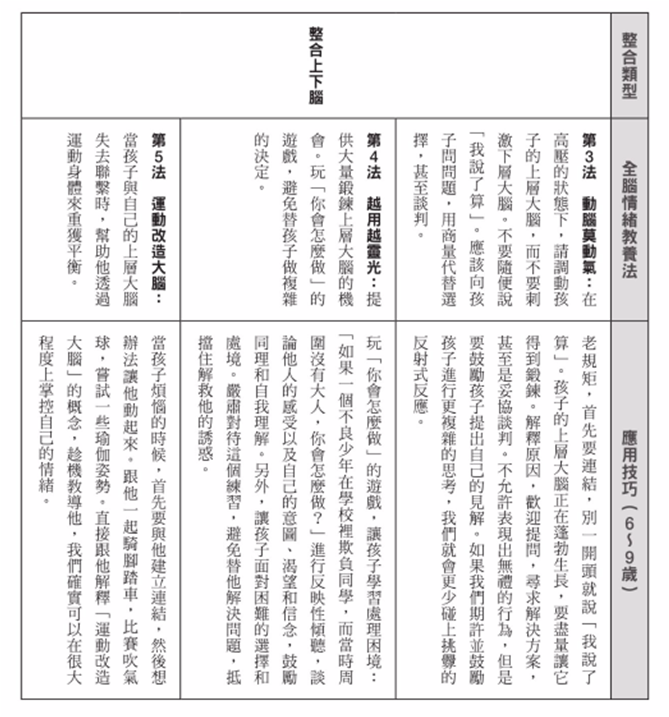 整合類型
全腦情緒教養法
應用技巧（6～9歲）
整合上下腦
第3法　動腦莫動氣：在
高壓的狀態下，請調動孩
子的上層大腦，而不要刺
激下層大腦。不要隨便說
「我說了算」。應該向孩
子問問題，用商量代替選
擇，甚至談判。
老規矩，首先要連結，別一開頭就說「我說了
算」。孩子的上層大腦正在蓬勃生長，要盡量讓它
得到鍛鍊。解釋原因，歡迎提問，尋求解決方案，
甚至是妥協談判。不允許表現出無禮的行為，但是
要鼓勵孩子提出自己的見解。如果我們期許並鼓勵
孩子進行更複雜的思考，我們就會更少碰上挑釁的
反射式反應。
第4法　越用越靈光：提
供大量鍛鍊上層大腦的機
會。玩「你會怎麼做」的
遊戲，避免替孩子做複雜
的決定。
玩「你會怎麼做」的遊戲，讓孩子學習處理困境：
「如果一個不良少年在學校裡欺負同學，而當時周
圍沒有大人，你會怎麼做？」進行反映性傾聽，談
論他人的感受以及自己的意圖、渴望和信念，鼓勵
同理和自我理解。另外，讓孩子面對困難的選擇和
處境。嚴肅對待這個練習，避免替他解決問題，抵
擋住解救他的誘惑。
第5法　運動改造大腦：
當孩子與自己的上層大腦
失去聯繫時，幫助他透過
運動身體來重獲平衡。
當孩子煩惱的時候，首先要與他建立連結，然後想
辦法讓他動起來。跟他一起騎腳踏車，比賽吹氣
球，嘗試一些瑜伽姿勢。直接跟他解釋「運動改造
大腦」的概念，趁機教導他，我們確實可以在很大
程度上掌控自己的情緒。